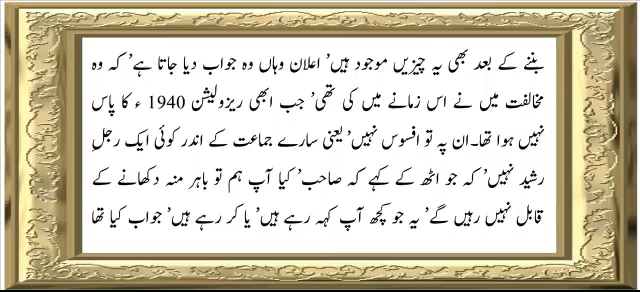 بننے کے بعد بھی یہ چیزیں موجود ہیں’ اعلان وہاں وہ جواب دیا جاتا ہے’ کہ وہ
مخالفت میں نے اس زمانے میں کی تھی’ جب ابھی ریزولیشن 1940 ء کا پاس
نہیں ہوا تھا۔ان پہ تو افسوس نہیں’ یعنی سارے جماعت کے اندر کوئی ایک رجلِ
رشید نہیں’ کہ جو اٹھ کے کہے کہ صاحب’ کیا آپ ہم تو باہر منہ دکھانے کے
قابل نہیں رہیں گے’ یہ جو کچھ آپ کہہ رہے ہیں’ یا کر رہے ہیں’ جواب کیا تھا